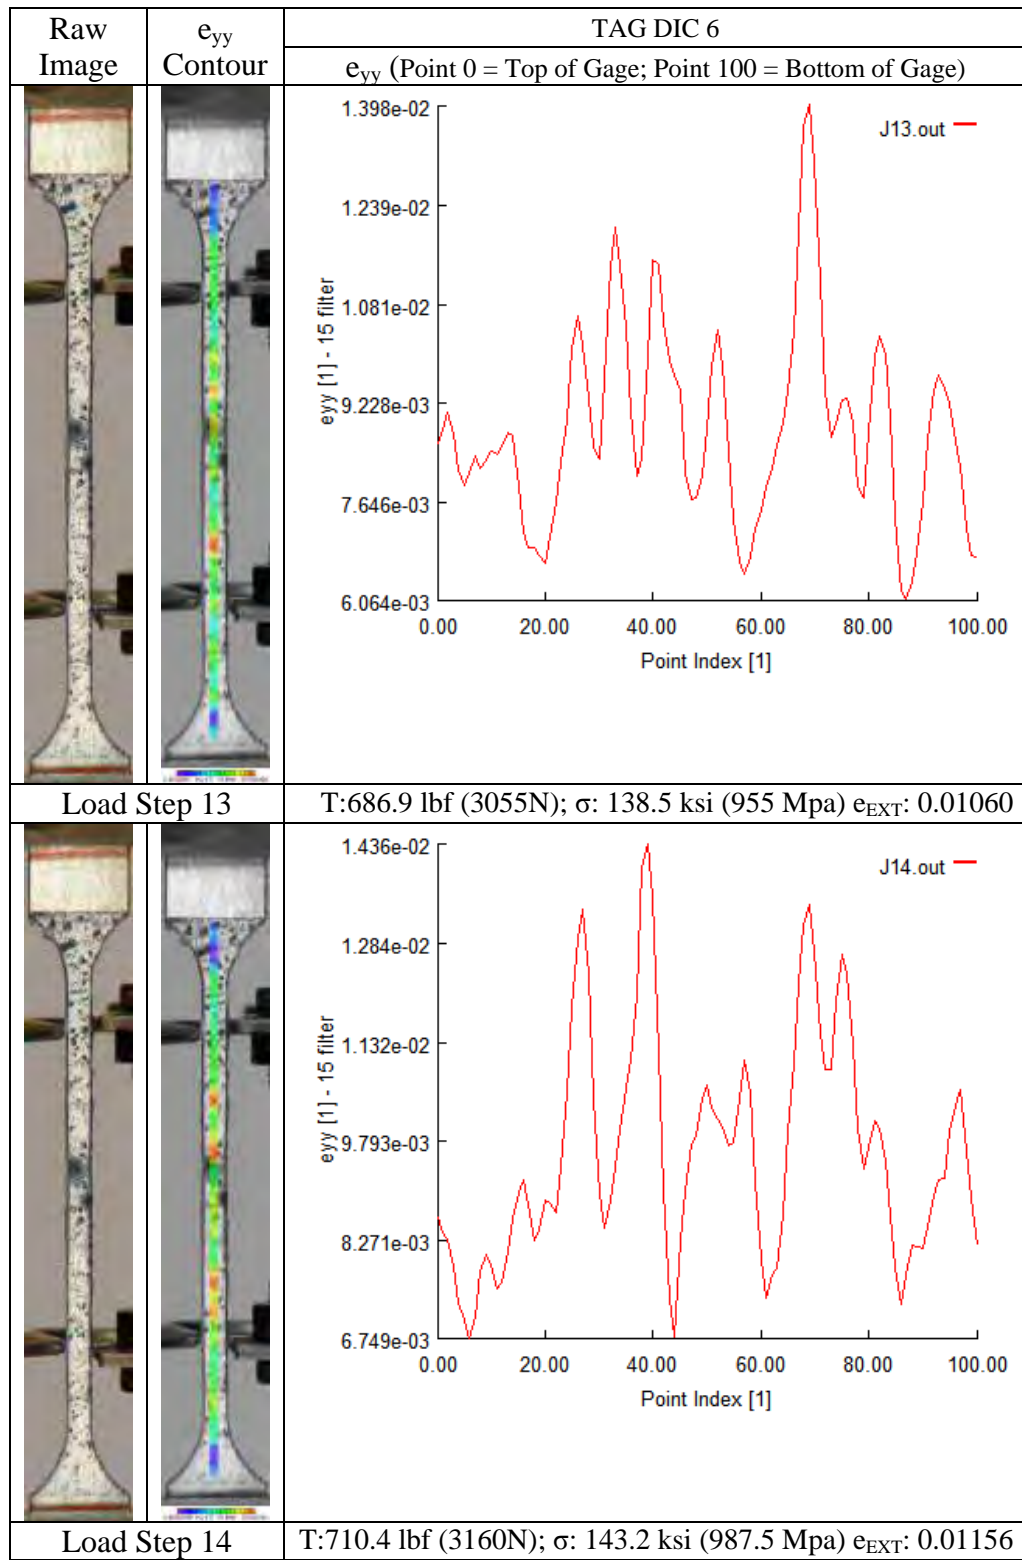 Raw Image
e_yy Contour
TAG DIC 6
e_yy (Point 0 = Top of Gage; Point 100 = Bottom of Gage)
1.398e-02
1.239e-02
1.081e-02
9.228e-03
7.646e-03
6.064e-03
eyy [1] - 15 filter
J13.out
0.00 20.00 40.00 60.00 80.00 100.00
Point Index [1]
Load Step 13
T:686.9 lbf (3055N); σ: 138.5 ksi (955 Mpa) e_EXT: 0.01060
1.436e-02
1.284e-02
1.132e-02
9.793e-03
8.271e-03
6.749e-03
eyy [1] - 15 filter
J14.out
0.00 20.00 40.00 60.00 80.00 100.00
Point Index [1]
Load Step 14
T:710.4 lbf (3160N); σ: 143.2 ksi (987.5 Mpa) e_EXT: 0.01156